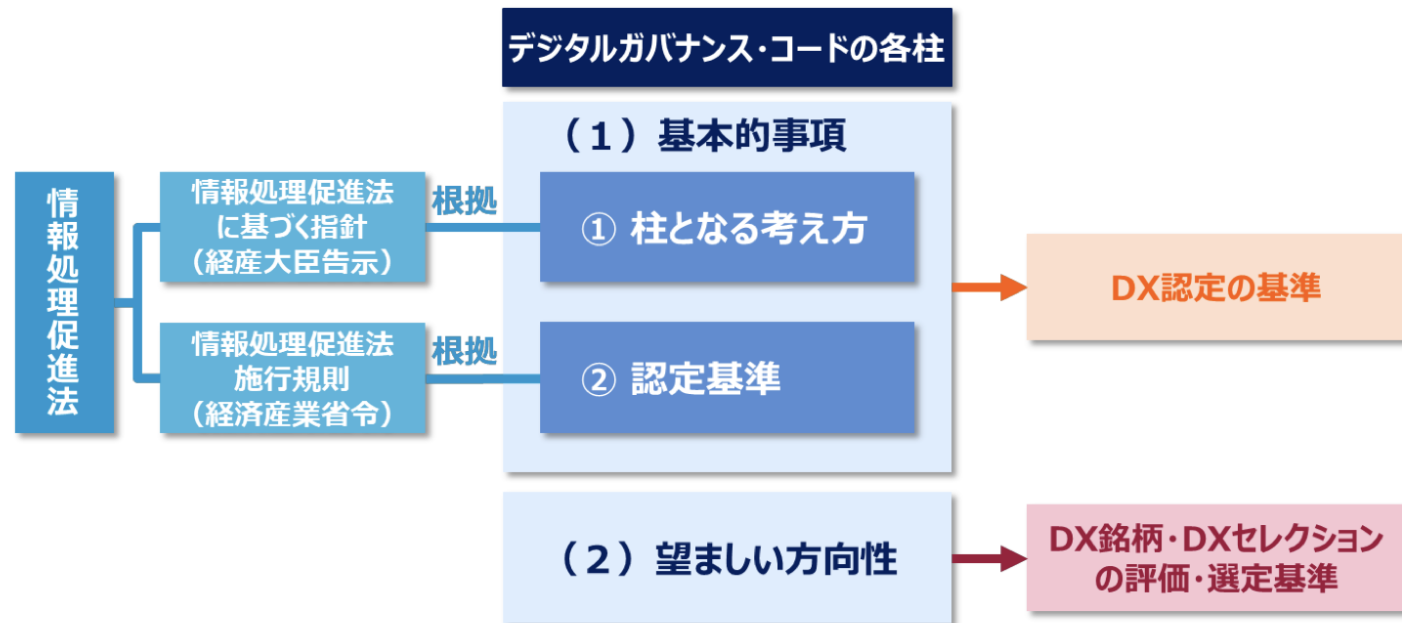 デジタルガバナンス・コードの各柱
（１）基本的事項
情報処理促進法
情報処理促進法
に基づく指針
（経産大臣告示）
根拠
① 柱となる考え方
DX認定の基準
情報処理促進法
施行規則
（経済産業省令）
根拠
② 認定基準
（２）望ましい方向性
DX銘柄・DXセレクション
の評価・選定基準